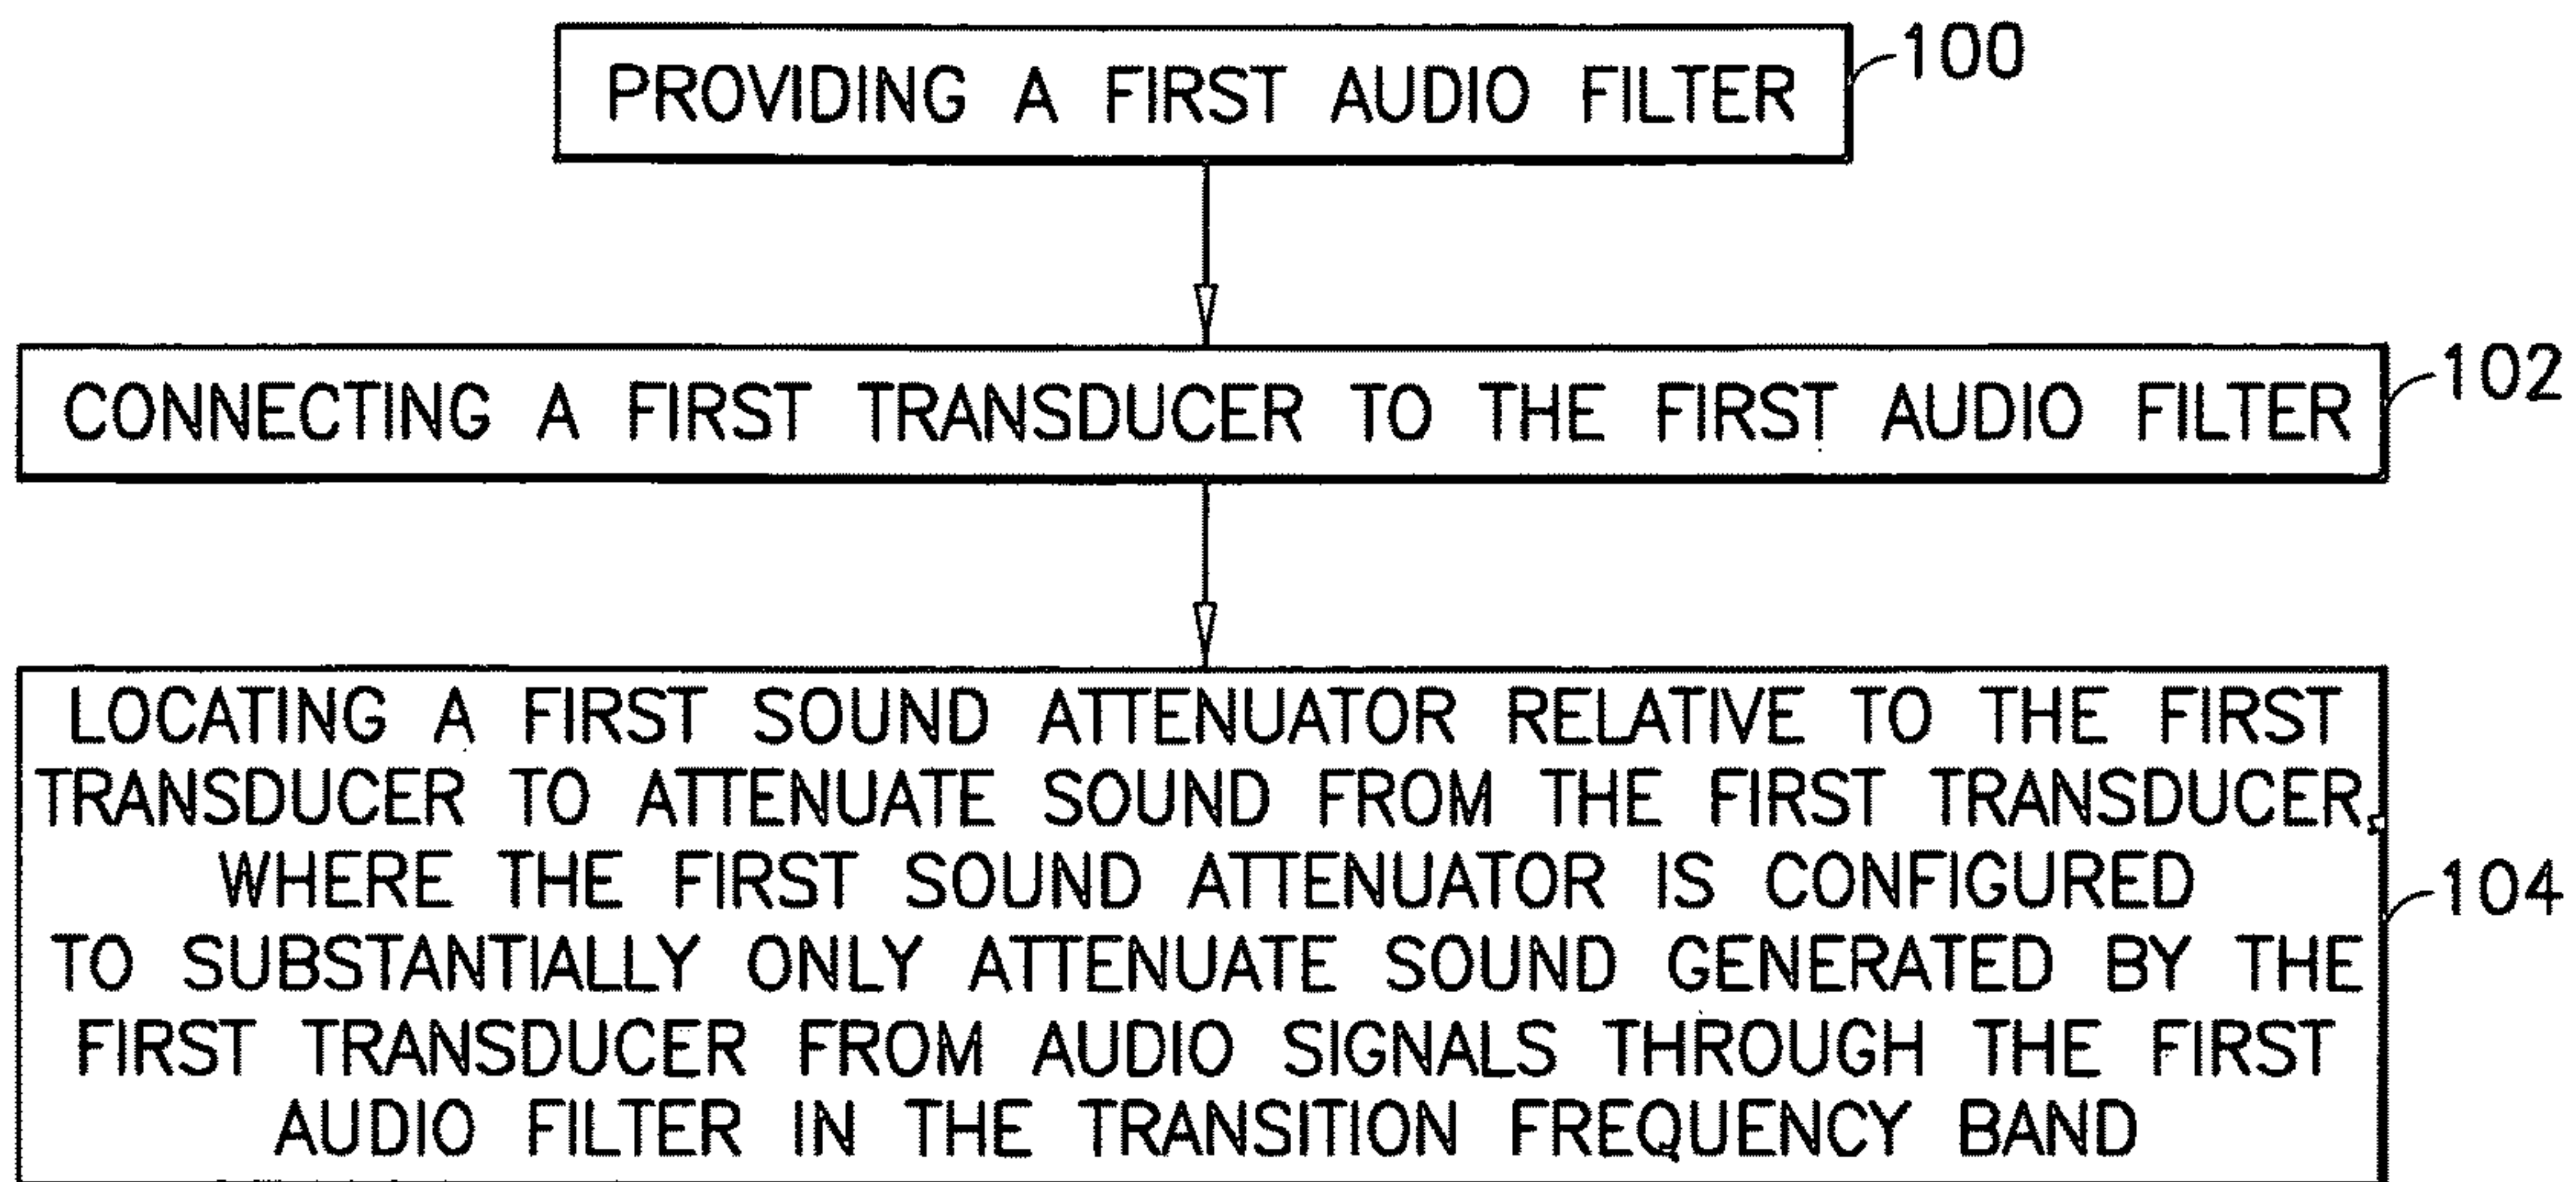 PROVIDING A FIRST AUDIO FILTER
100
CONNECTING A FIRST TRANSDUCER TO THE FIRST AUDIO FILTER
102
LOCATING A FIRST SOUND ATTENUATOR RELATIVE TO THE FIRST
TRANSDUCER TO ATTENUATE SOUND FROM THE FIRST TRANSDUCER,
WHERE THE FIRST SOUND ATTENUATOR IS CONFIGURED
TO SUBSTANTIALLY ONLY ATTENUATE SOUND GENERATED BY THE
FIRST TRANSDUCER FROM AUDIO SIGNALS THROUGH THE FIRST
AUDIO FILTER IN THE TRANSITION FREQUENCY BAND
104